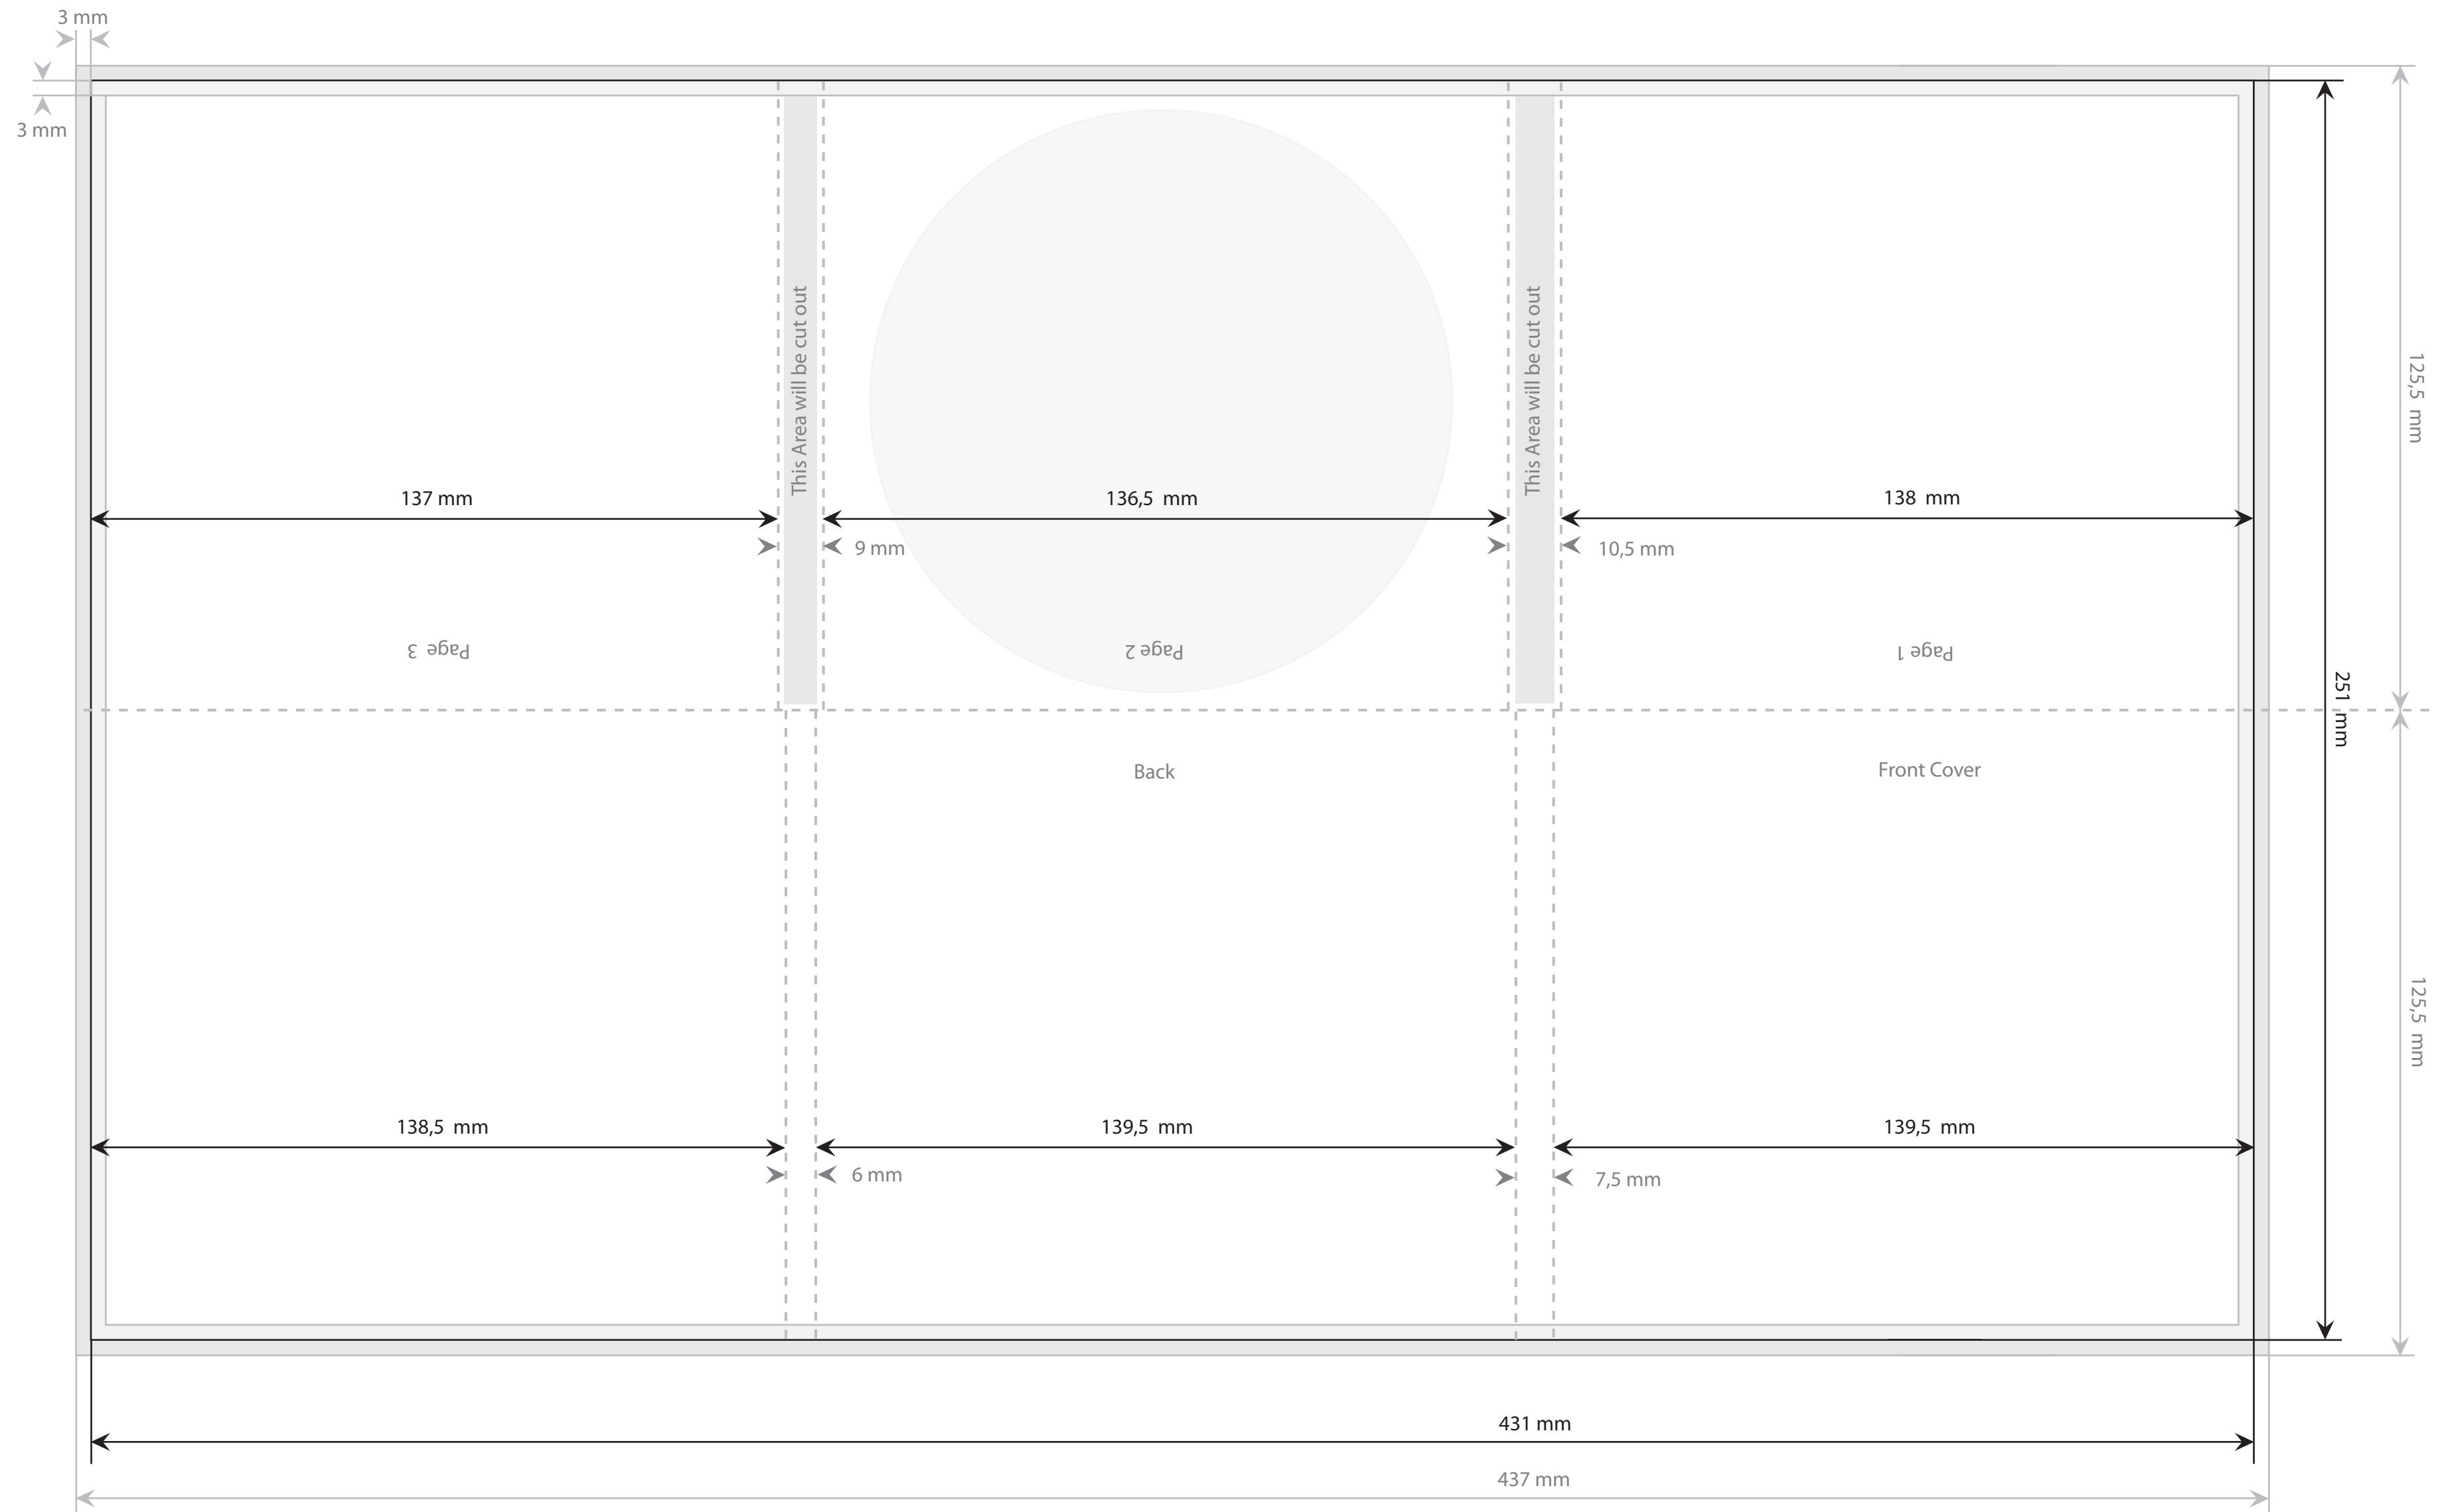 3 mm
3 mm
This Area will be cut out
This Area will be cut out
125,5 mm
137 mm
136,5 mm
138 mm
9 mm
10,5 mm
Page 3
Page 2
Page 1
251 mm
Back
Front Cover
125,5 mm
138,5 mm
139,5 mm
139,5 mm
6 mm
7,5 mm
431 mm
437 mm